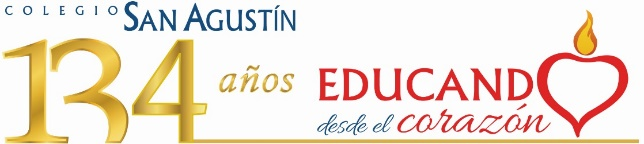 COLEGIO SAN AGUSTÍN
134 años
EDUCANDO
desde el corazón